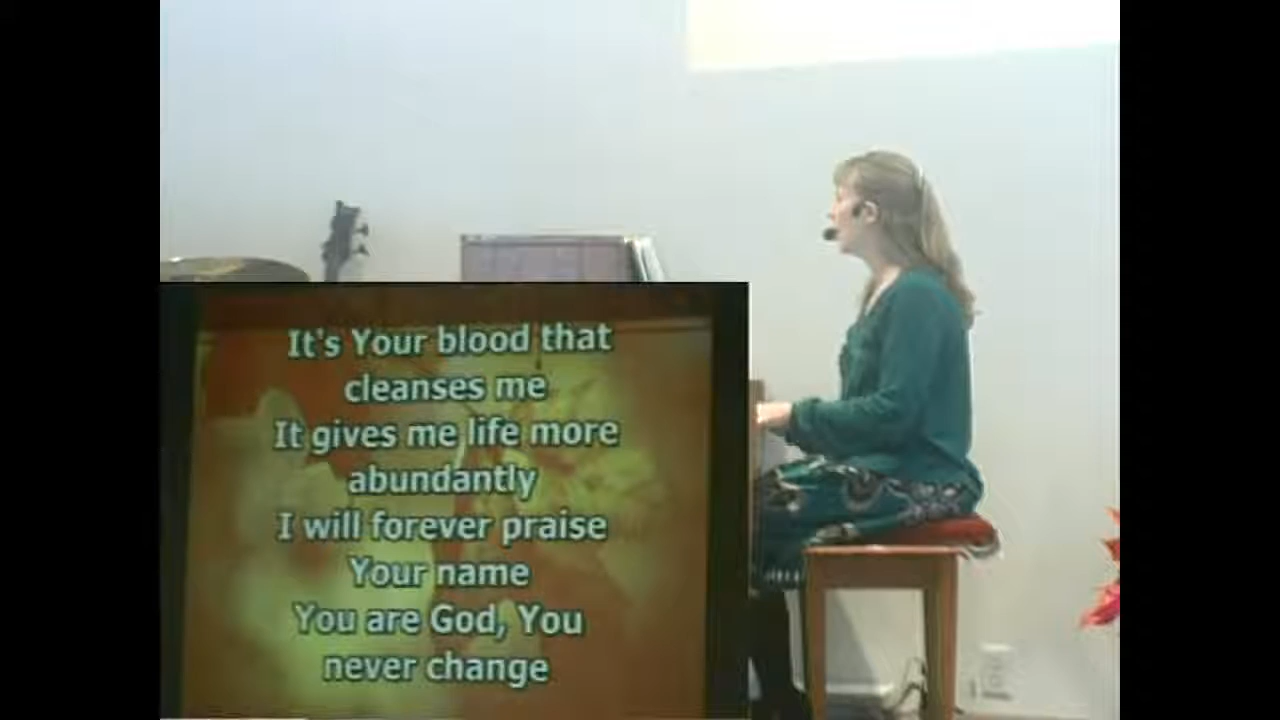 It's Your blood that
cleanses me
It gives me life more
abundantly
I will forever praise
Your name
You are God, You
never change